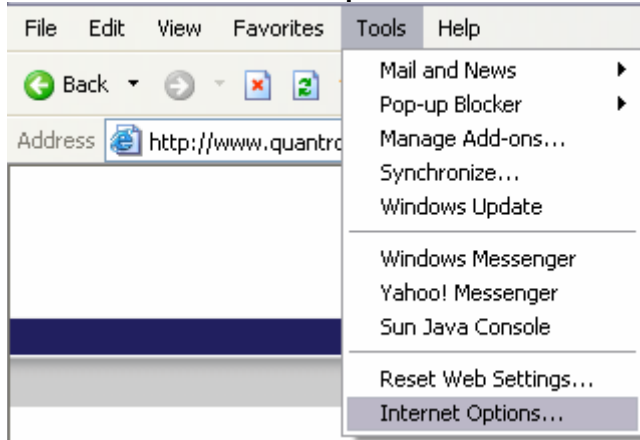 File Edit View Favorites Tools Help
Back
Address http://www.quantro
Mail and News
Pop-up Blocker
Manage Add-ons...
Synchronize...
Windows Update
Windows Messenger
Yahoo! Messenger
Sun Java Console
Reset Web Settings...
Internet Options...